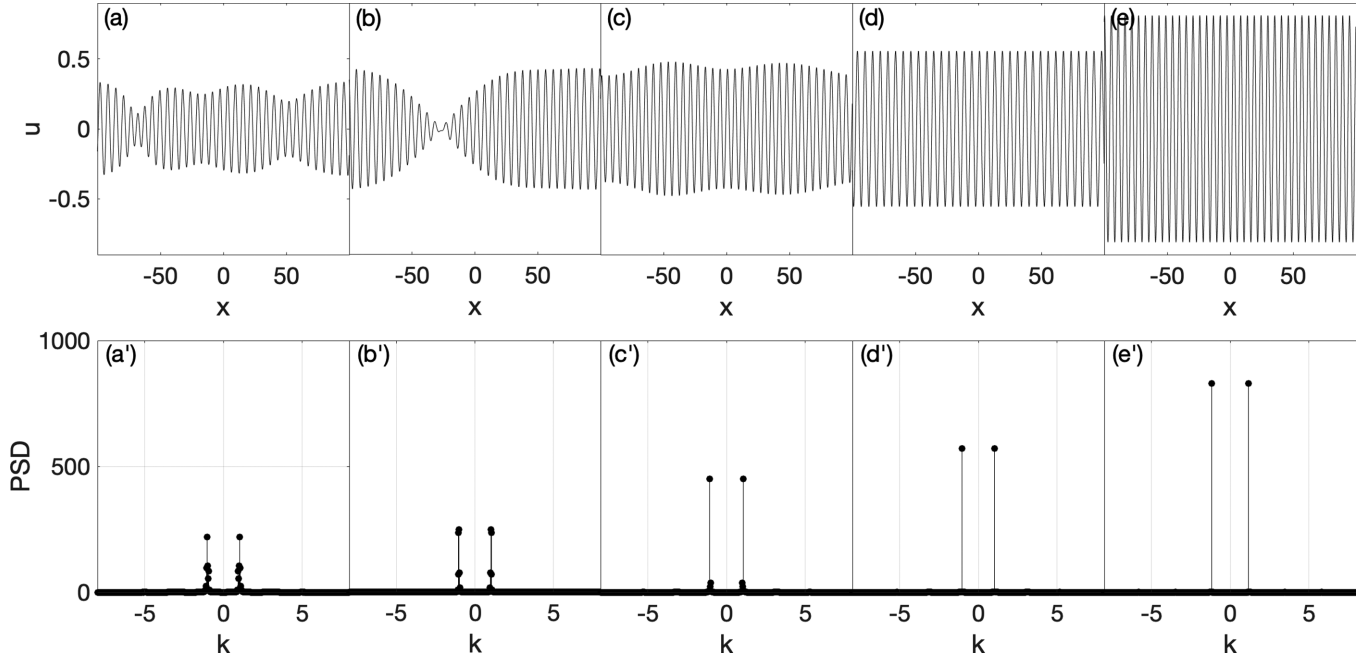 (a) (b) (c) (d) (e)
0.5
u 0
-0.5
-50 0 50 -50 0 50 -50 0 50 -50 0 50 -50 0 50
x x x x x
1000 (a') (b') (c') (d') (e')
PSD 500
0
-5 0 5 -5 0 5 -5 0 5 -5 0 5 -5 0 5
k k k k k